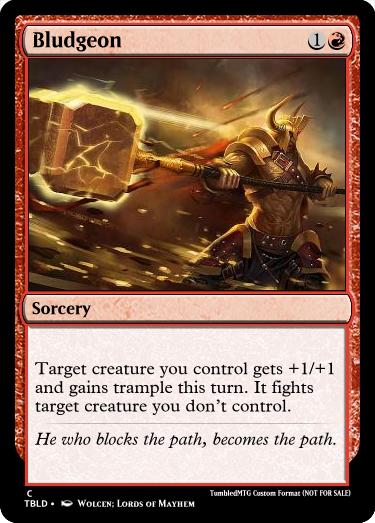 Bludgeon 1
Sorcery
Target creature you control gets +1/+1
and gains trample this turn. It fights
target creature you don't control.
He who blocks the path, becomes the path.
C
TBLD • Wolcen; Lords of Mayhem
TumbledMTG Custom Format (NOT FOR SALE)